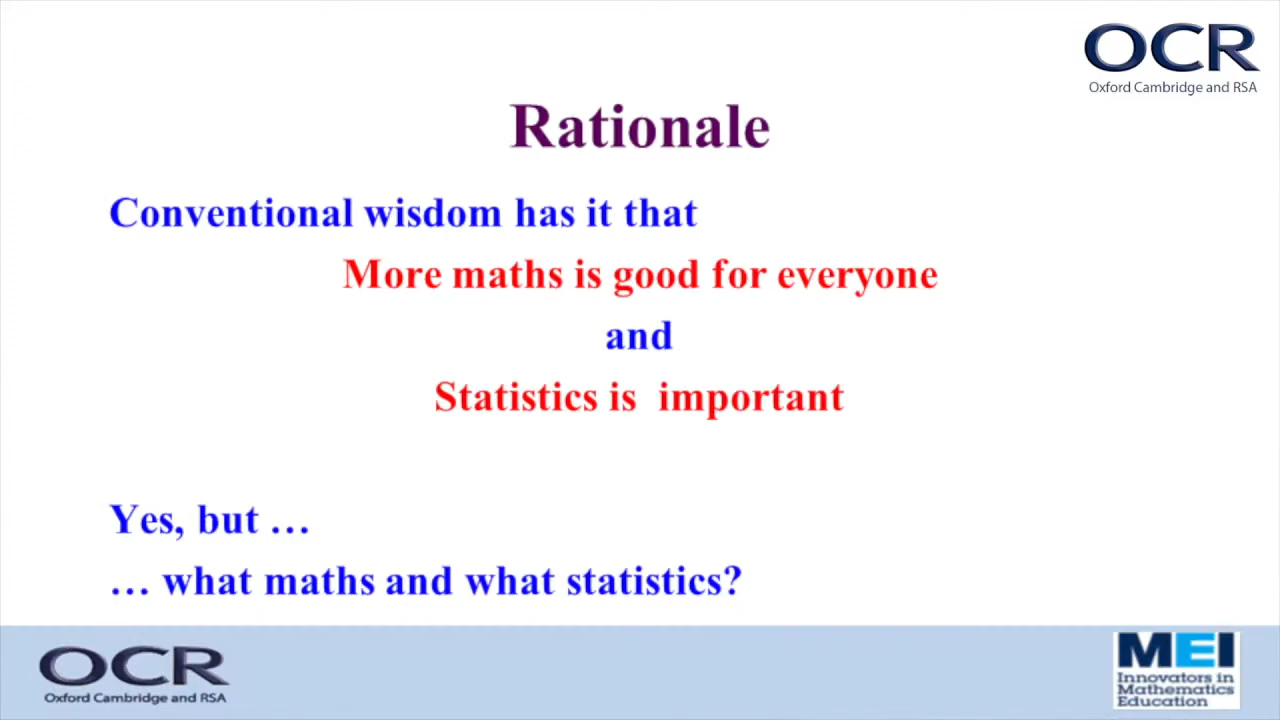 OCR
Oxford Cambridge and RSA
Rationale
Conventional wisdom has it that
More maths is good for everyone
and
Statistics is  important
Yes, but …
… what maths and what statistics?
OCR
Oxford Cambridge and RSA
MEI
Innovators in
Mathematics
Education